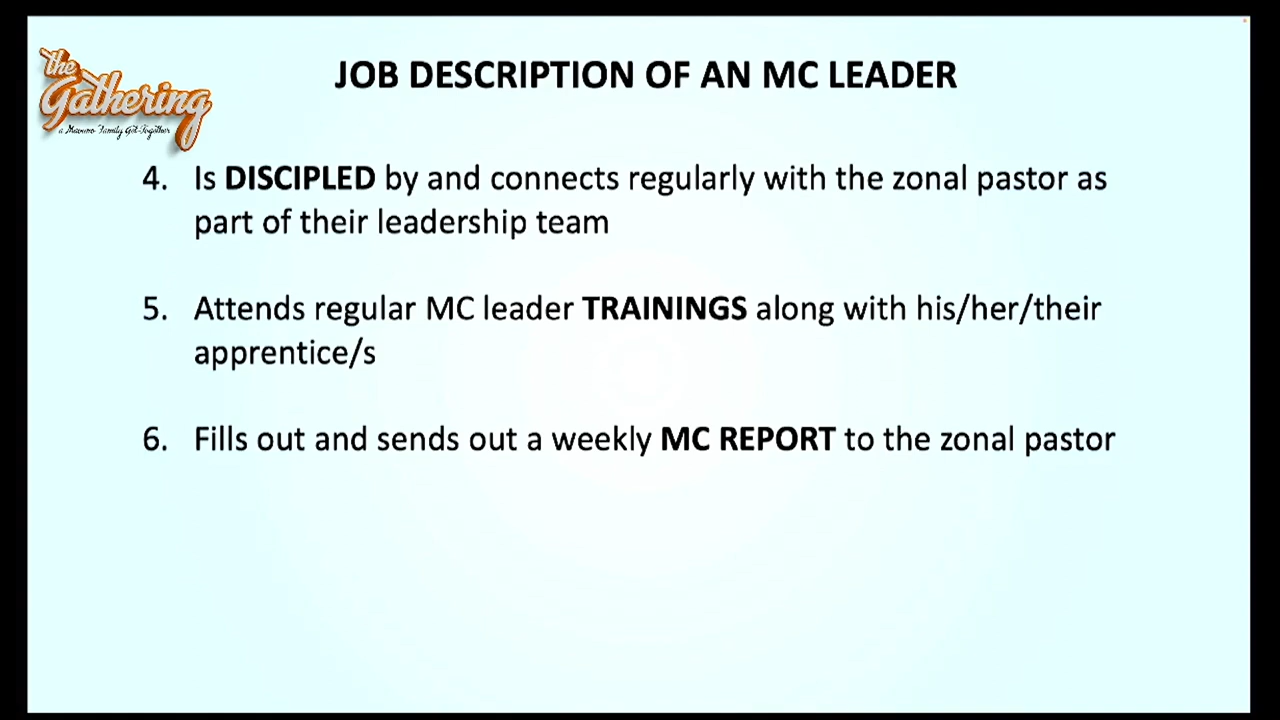 the
Gathering
a Mavuno Family Get-Together
JOB DESCRIPTION OF AN MC LEADER
4. Is DISCIPLED by and connects regularly with the zonal pastor as
part of their leadership team
5. Attends regular MC leader TRAININGS along with his/her/their
apprentice/s
6. Fills out and sends out a weekly MC REPORT to the zonal pastor